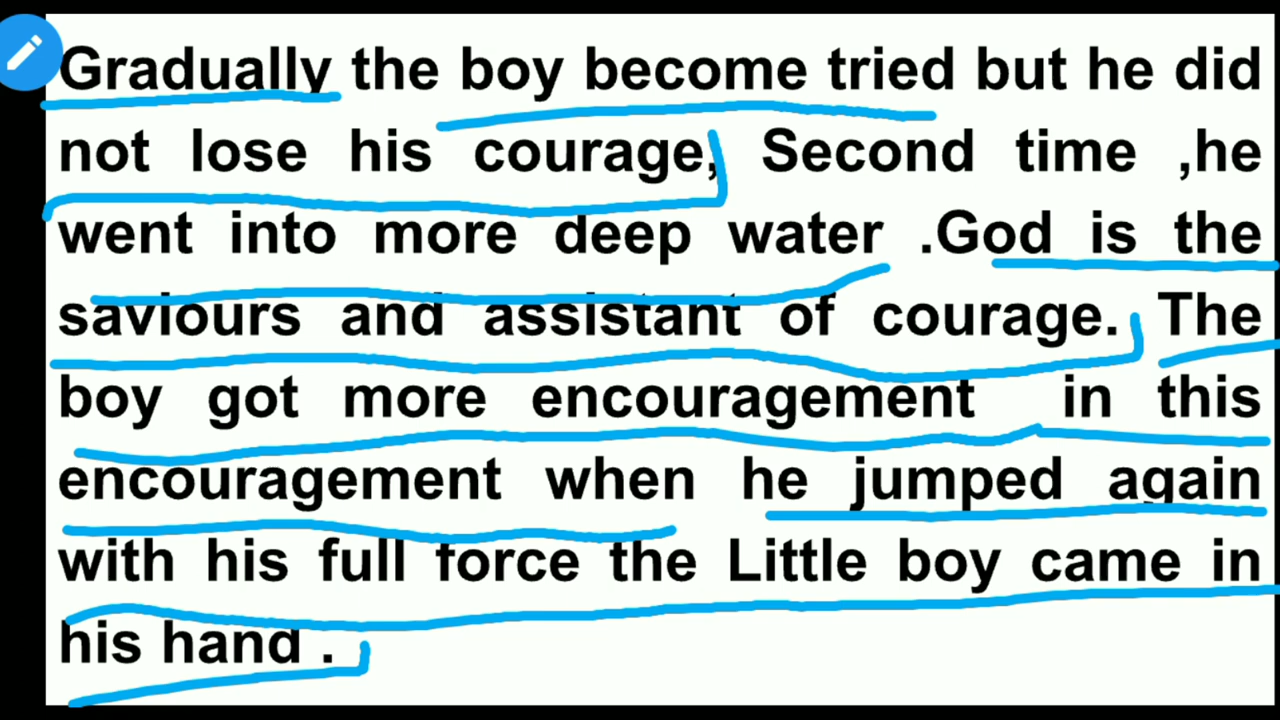 Gradually the boy become tried but he did
not lose his courage, Second time ,he
went into more deep water .God is the
saviours and assistant of courage. The
boy got more encouragement in this
encouragement when he jumped again
with his full force the Little boy came in
his hand .